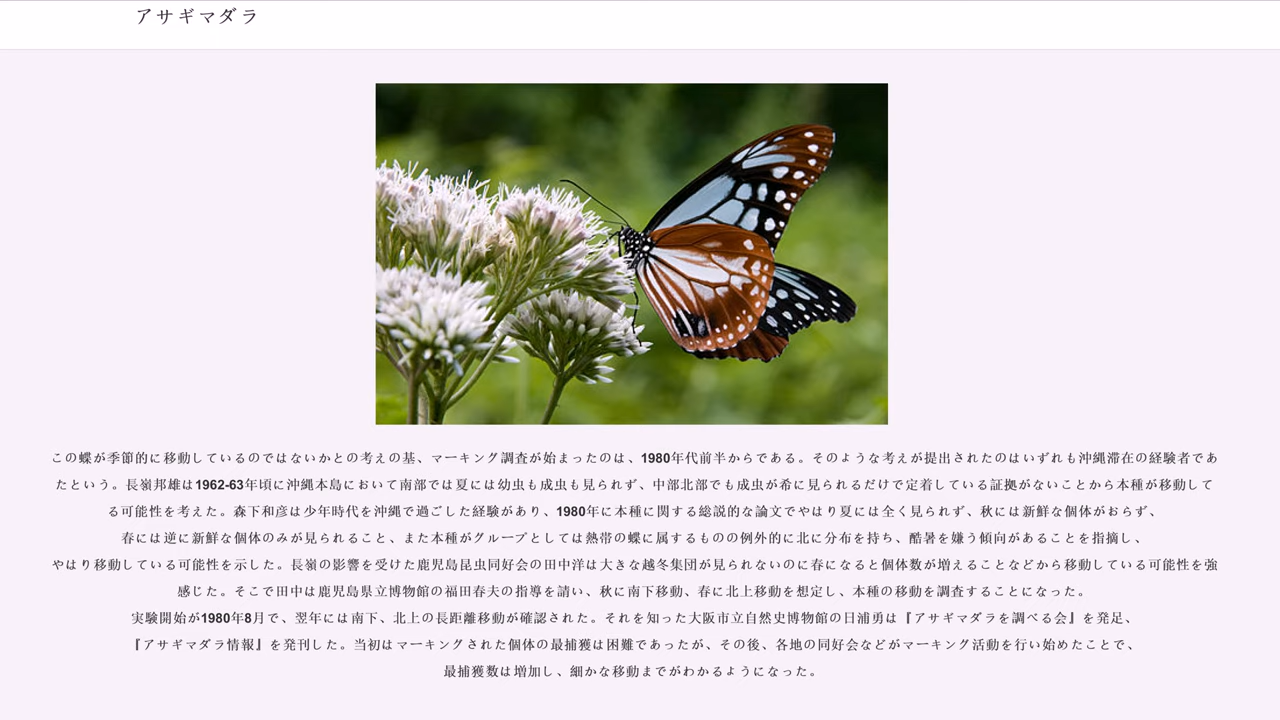 アサギマダラ
この蝶が季節的に移動しているのではないかとの考えの基、マーキング調査が始まったのは、1980年代前半からである。そのような考えが提出されたのはいずれも沖縄滞在の経験者であ
たという。長嶺邦雄は1962-63年頃に沖縄本島において南部では夏には幼虫も成虫も見られず、中部北部でも成虫が希に見られるだけで定着している証拠がないことから本種が移動して
る可能性を考えた。森下和彦は少年時代を沖縄で過ごした経験があり、1980年に本種に関する総説的な論文でやはり夏には全く見られず、秋には新鮮な個体がおらず、
春には逆に新鮮な個体のみが見られること、また本種がグループとしては熱帯の蝶に属するものの例外的に北に分布を持ち、酷暑を嫌う傾向があることを指摘し、
やはり移動している可能性を示した。長嶺の影響を受けた鹿児島昆虫同好会の田中洋は大きな越冬集団が見られないのに春になると個体数が増えることなどから移動している可能性を強
感じた。そこで田中は鹿児島県立博物館の福田春夫の指導を請い、秋に南下移動、春に北上移動を想定し、本種の移動を調査することになった。
実験開始が1980年8月で、翌年には南下、北上の長距離移動が確認された。それを知った大阪市立自然史博物館の日浦勇は『アサギマダラを調べる会』を発足、
『アサギマダラ情報』を発刊した。当初はマーキングされた個体の最捕獲は困難であったが、その後、各地の同好会などがマーキング活動を行い始めたことで、
最捕獲数は増加し、細かな移動までがわかるようになった。